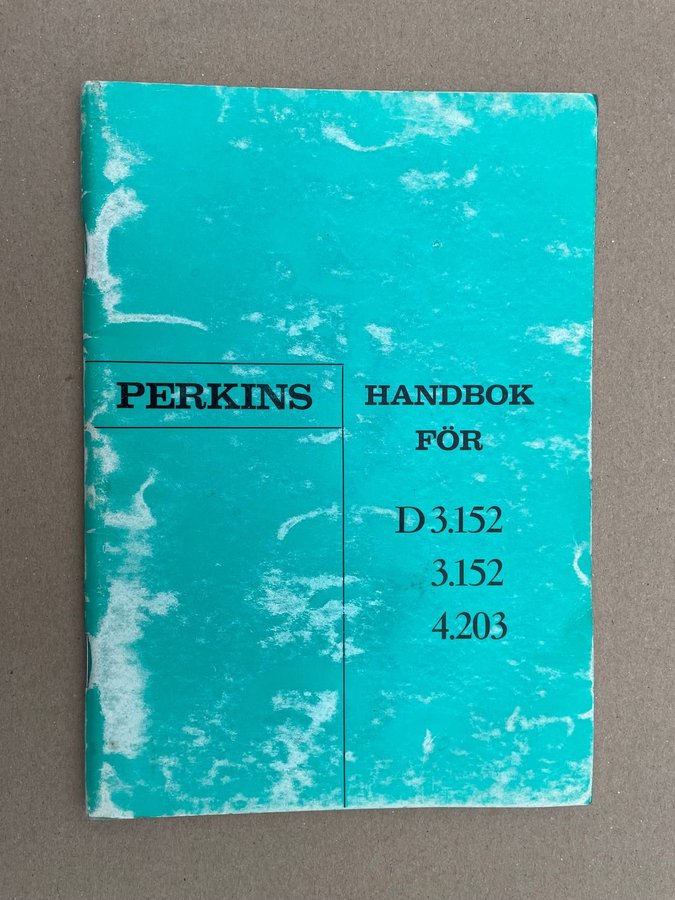 PERKINS
HANDBOK
FÖR
D 3.152
3.152
4.203